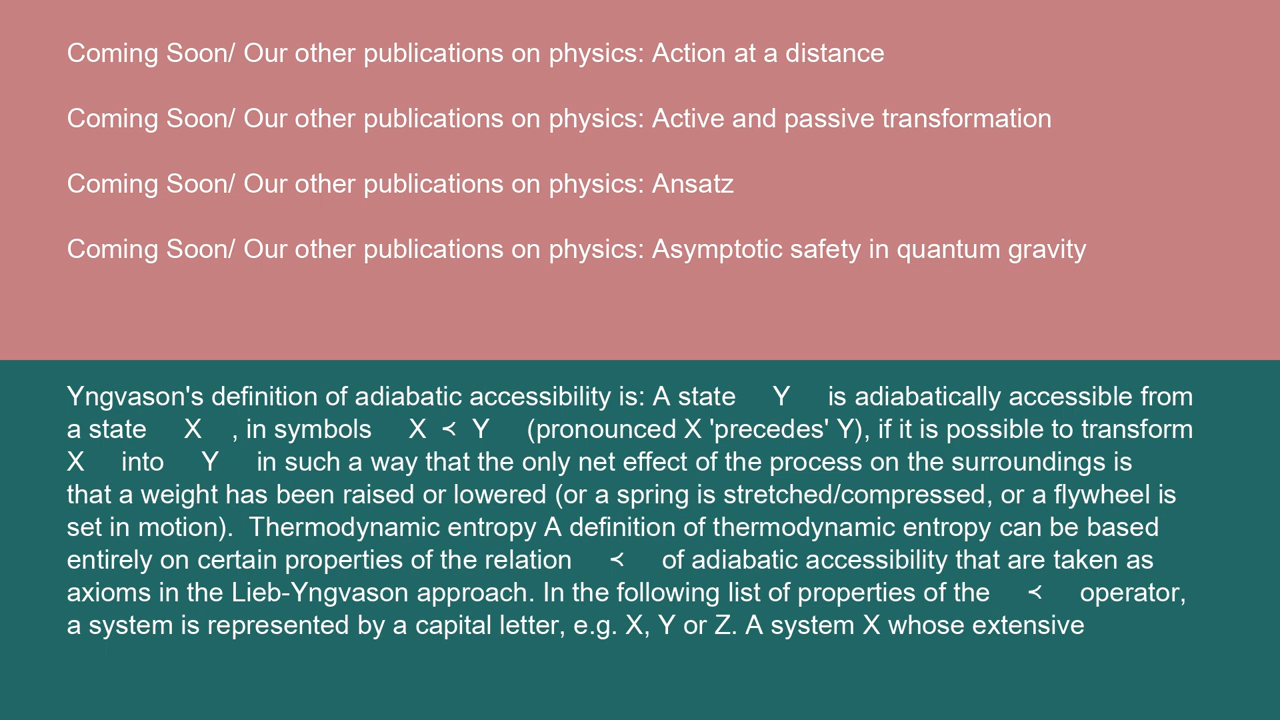 Coming Soon/ Our other publications on physics: Action at a distance
Coming Soon/ Our other publications on physics: Active and passive transformation
Coming Soon/ Our other publications on physics: Ansatz
Coming Soon/ Our other publications on physics: Asymptotic safety in quantum gravity
Yngvason's definition of adiabatic accessibility is: A state Y is adiabatically accessible from
a state X , in symbols X ≺ Y (pronounced X 'precedes' Y), if it is possible to transform
X into Y in such a way that the only net effect of the process on the surroundings is
that a weight has been raised or lowered (or a spring is stretched/compressed, or a flywheel is
set in motion). Thermodynamic entropy A definition of thermodynamic entropy can be based
entirely on certain properties of the relation ≺ of adiabatic accessibility that are taken as
axioms in the Lieb-Yngvason approach. In the following list of properties of the ≺ operator,
a system is represented by a capital letter, e.g. X, Y or Z. A system X whose extensive